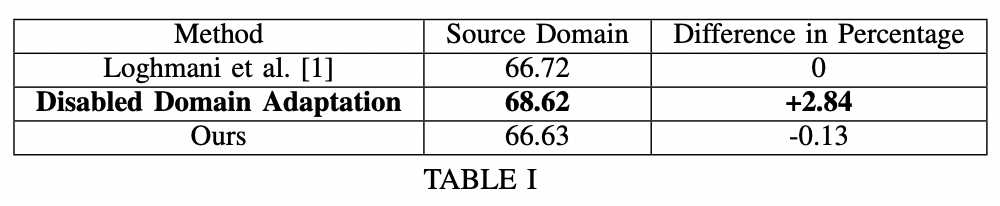 Method Source Domain Difference in Percentage
Loghmani et al. [1] 66.72 0
Disabled Domain Adaptation 68.62 +2.84
Ours 66.63 -0.13
TABLE I